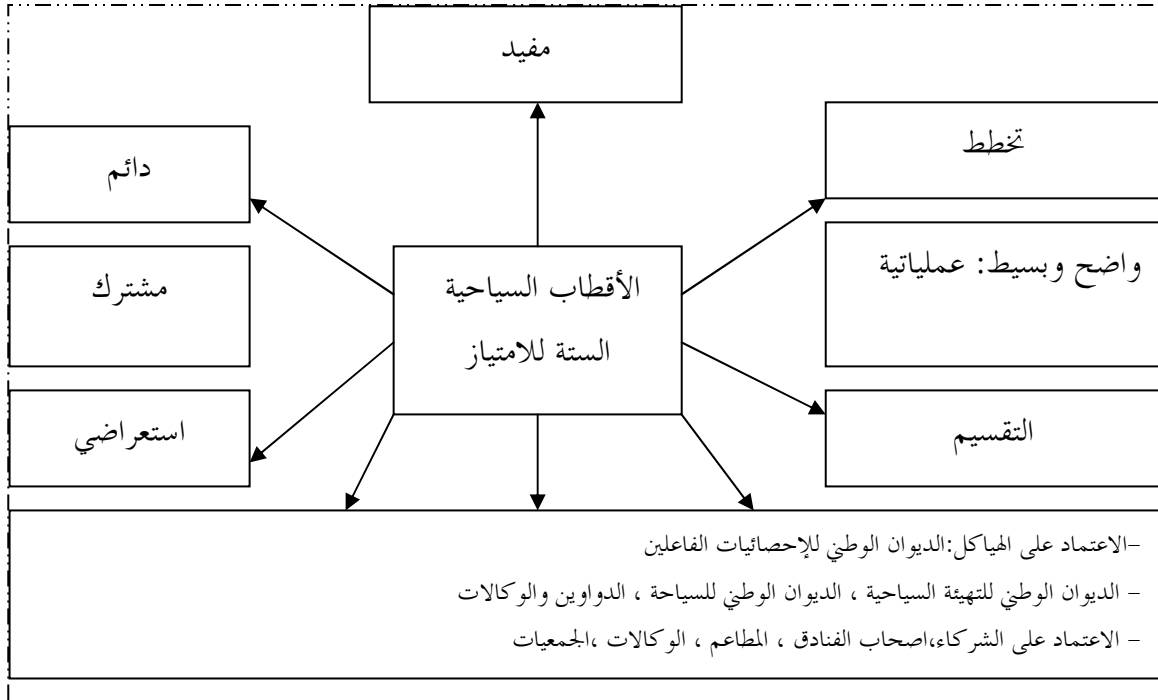 مفيد
تخطط
دائم
واضح وبسيط: عملياتية
الأقطاب السياحية
الستة للامتياز
مشترك
التقسيم
استعراضي
–الاعتماد على الهياكل:الديوان الوطني للإحصائيات الفاعلين
– الديوان الوطني للتهيئة السياحية ، الديوان الوطني للسياحة ، الدواوين والوكالات
– الاعتماد على الشركاء،اصحاب الفنادق ، المطاعم ، الوكالات ،الجمعيات